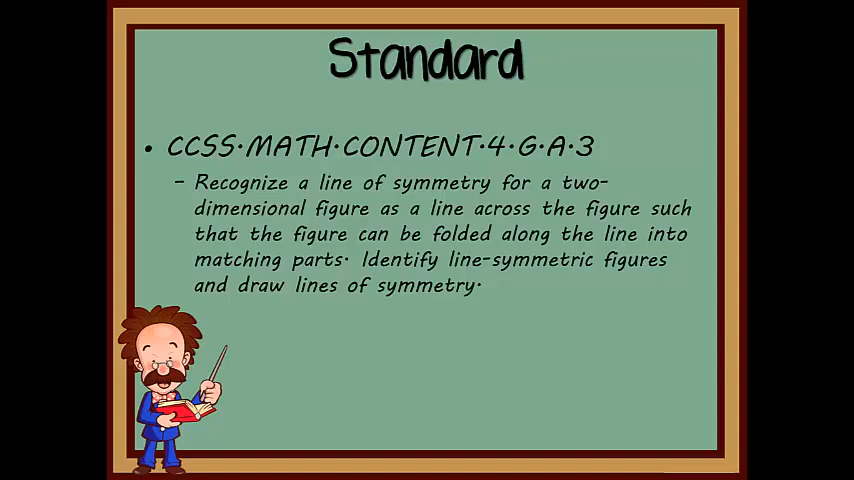 Standard
• CCSS.MATH.CONTENT.4.G.A.3
– Recognize a line of symmetry for a two-
dimensional figure as a line across the figure such
that the figure can be folded along the line into
matching parts. Identify line-symmetric figures
and draw lines of symmetry.